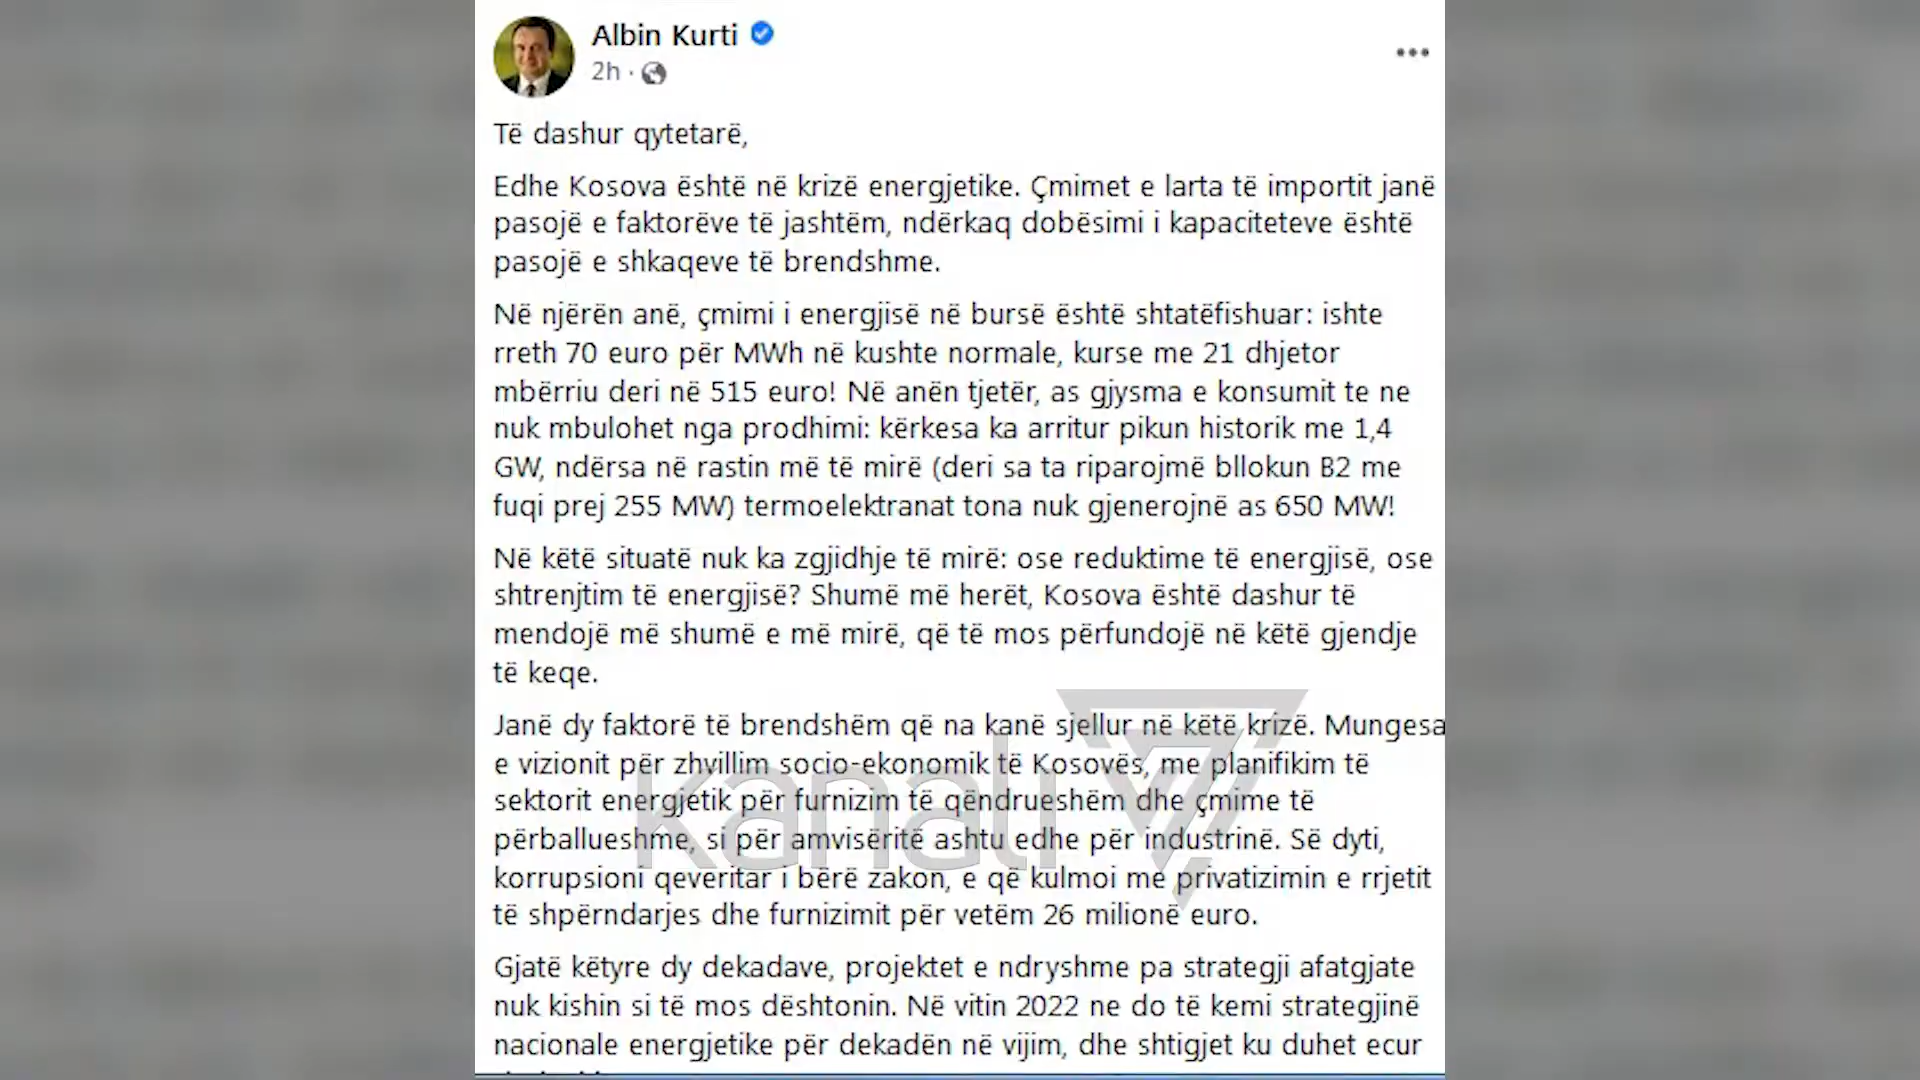 Albin Kurti
2h ·
Të dashur qytetarë,
Edhe Kosova është në krizë energjetike. Çmimet e larta të importit janë
pasojë e faktorëve të jashtëm, ndërkaq dobësimi i kapaciteteve është
pasojë e shkaqeve të brendshme.
Në njërën anë, çmimi i energjisë në bursë është shtatëfishuar: ishte
rreth 70 euro për MWh në kushte normale, kurse me 21 dhjetor
mbërriu deri në 515 euro! Në anën tjetër, as gjysma e konsumit te ne
nuk mbulohet nga prodhimi: kërkesa ka arritur pikun historik me 1,4
GW, ndërsa në rastin më të mirë (deri sa ta riparojmë bllokun B2 me
fuqi prej 255 MW) termoelektranat tona nuk gjenerojnë as 650 MW!
Në këtë situatë nuk ka zgjidhje të mirë: ose reduktime të energjisë, ose
shtrenjtim të energjisë? Shumë më herët, Kosova është dashur të
mendojë më shumë e më mirë, që të mos përfundojë në këtë gjendje
të keqe.
Janë dy faktorë të brendshëm që na kanë sjellur në këtë krizë. Mungesa
e vizionit për zhvillim socio-ekonomik të Kosovës, me planifikim të
sektorit energjetik për furnizim të qëndrueshëm dhe çmime të
përballueshme, si për amvisëritë ashtu edhe për industrinë. Së dyti,
korrupsioni qeveritar i bërë zakon, e që kulmoi me privatizimin e rrjetit
të shpërndarjes dhe furnizimit për vetëm 26 milionë euro.
Gjatë këtyre dy dekadave, projektet e ndryshme pa strategji afatgjate
nuk kishin si të mos dështonin. Në vitin 2022 ne do të kemi strategjinë
nacionale energjetike për dekadën në vijim, dhe shtigjet ku duhet ecur
kanali 7